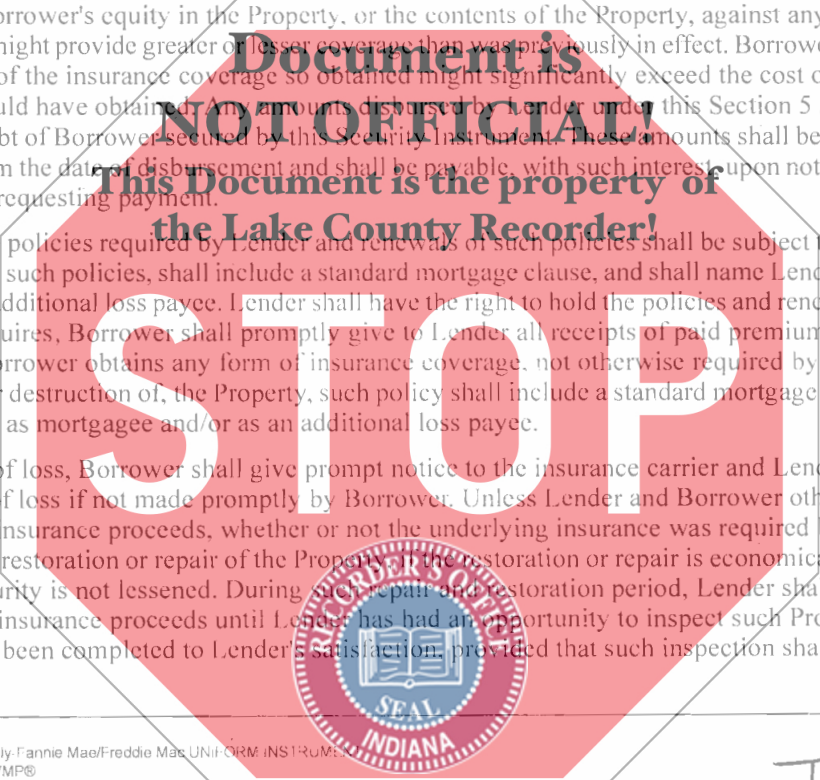 orrower's equity in the Property, or the contents of the Property, against any
night provide greater or lesser coverage than was previously in effect. Borrowe
Document is
of the insurance coverage so obtained might significantly exceed the cost o
uld have obtained. Any amounts disbursed by Lender under this Section 5
NOT OFFICIAL!
bt of Borrower secured by this Security Instrument. These amounts shall be
m the date of disbursement and shall be payable, with such interest, upon not
This Document is the property of
requesting payment.
the Lake County Recorder!
policies required by Lender and renewals of such policies shall be subject t
such policies, shall include a standard mortgage clause, and shall name Lend
dditional loss payee. Lender shall have the right to hold the policies and rene
uires, Borrower shall promptly give to Lender all receipts of paid premium
orrower obtains any form of insurance coverage, not otherwise required by
r destruction of, the Property, such policy shall include a standard mortgage
as mortgagee and/or as an additional loss payee.
STOP
of loss, Borrower shall give prompt notice to the insurance carrier and Lend
of loss if not made promptly by Borrower. Unless Lender and Borrower oth
nsurance proceeds, whether or not the underlying insurance was required
restoration or repair of the Property, if the restoration or repair is economica
urity is not lessened. During such repair and restoration period, Lender sha
insurance proceeds until Lender has had an opportunity to inspect such Pro
been completed to Lender's satisfaction, provided that such inspection sha
RECORDER'S OFFICE
SEAL
INDIANA
ly-Fannie Mae/Freddie Mac UNIFORM INSTRUMENT
VMP®